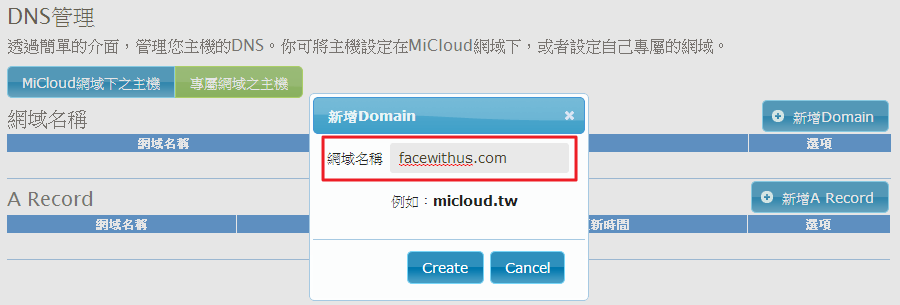 DNS管理
透過簡單的介面，管理您主機的DNS。你可將主機設定在MiCloud網域下，或者設定自己專屬的網域。
MiCloud網域下之主機 專屬網域之主機
網域名稱 新增Domain
網域名稱 選項
新增Domain
網域名稱 facewithus.com
例如：micloud.tw
Create Cancel
A Record 新增A Record
網域名稱 新時間 選項